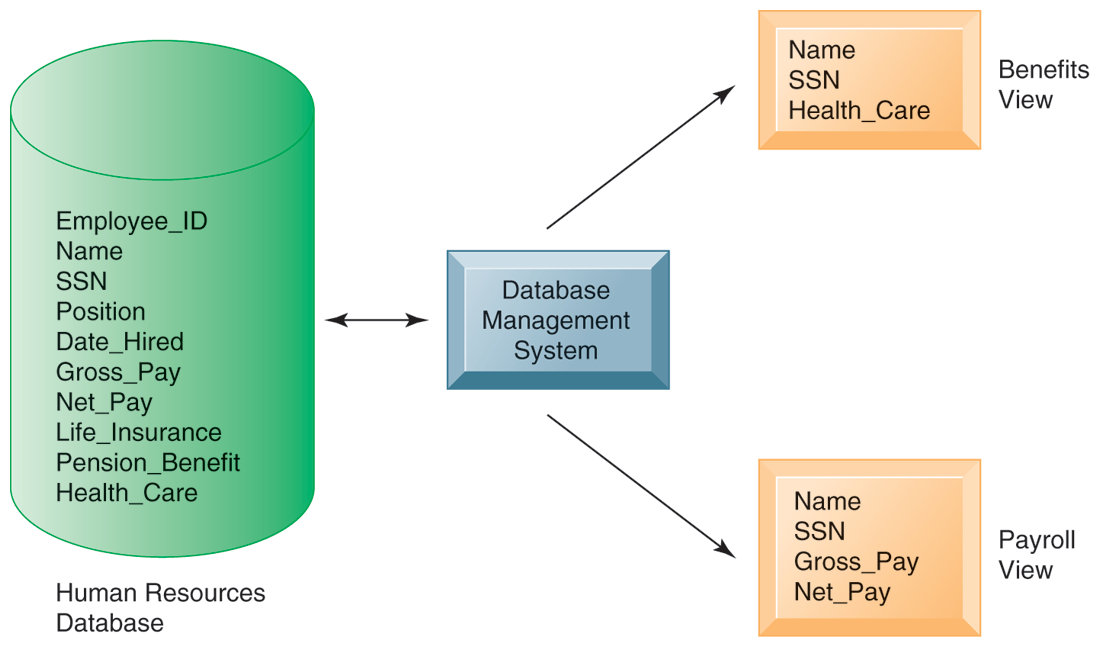 Employee_ID
Name
SSN
Position
Date_Hired
Gross_Pay
Net_Pay
Life_Insurance
Pension_Benefit
Health_Care
Human Resources
Database
Database
Management
System
Name
SSN
Health_Care
Benefits
View
Name
SSN
Gross_Pay
Net_Pay
Payroll
View